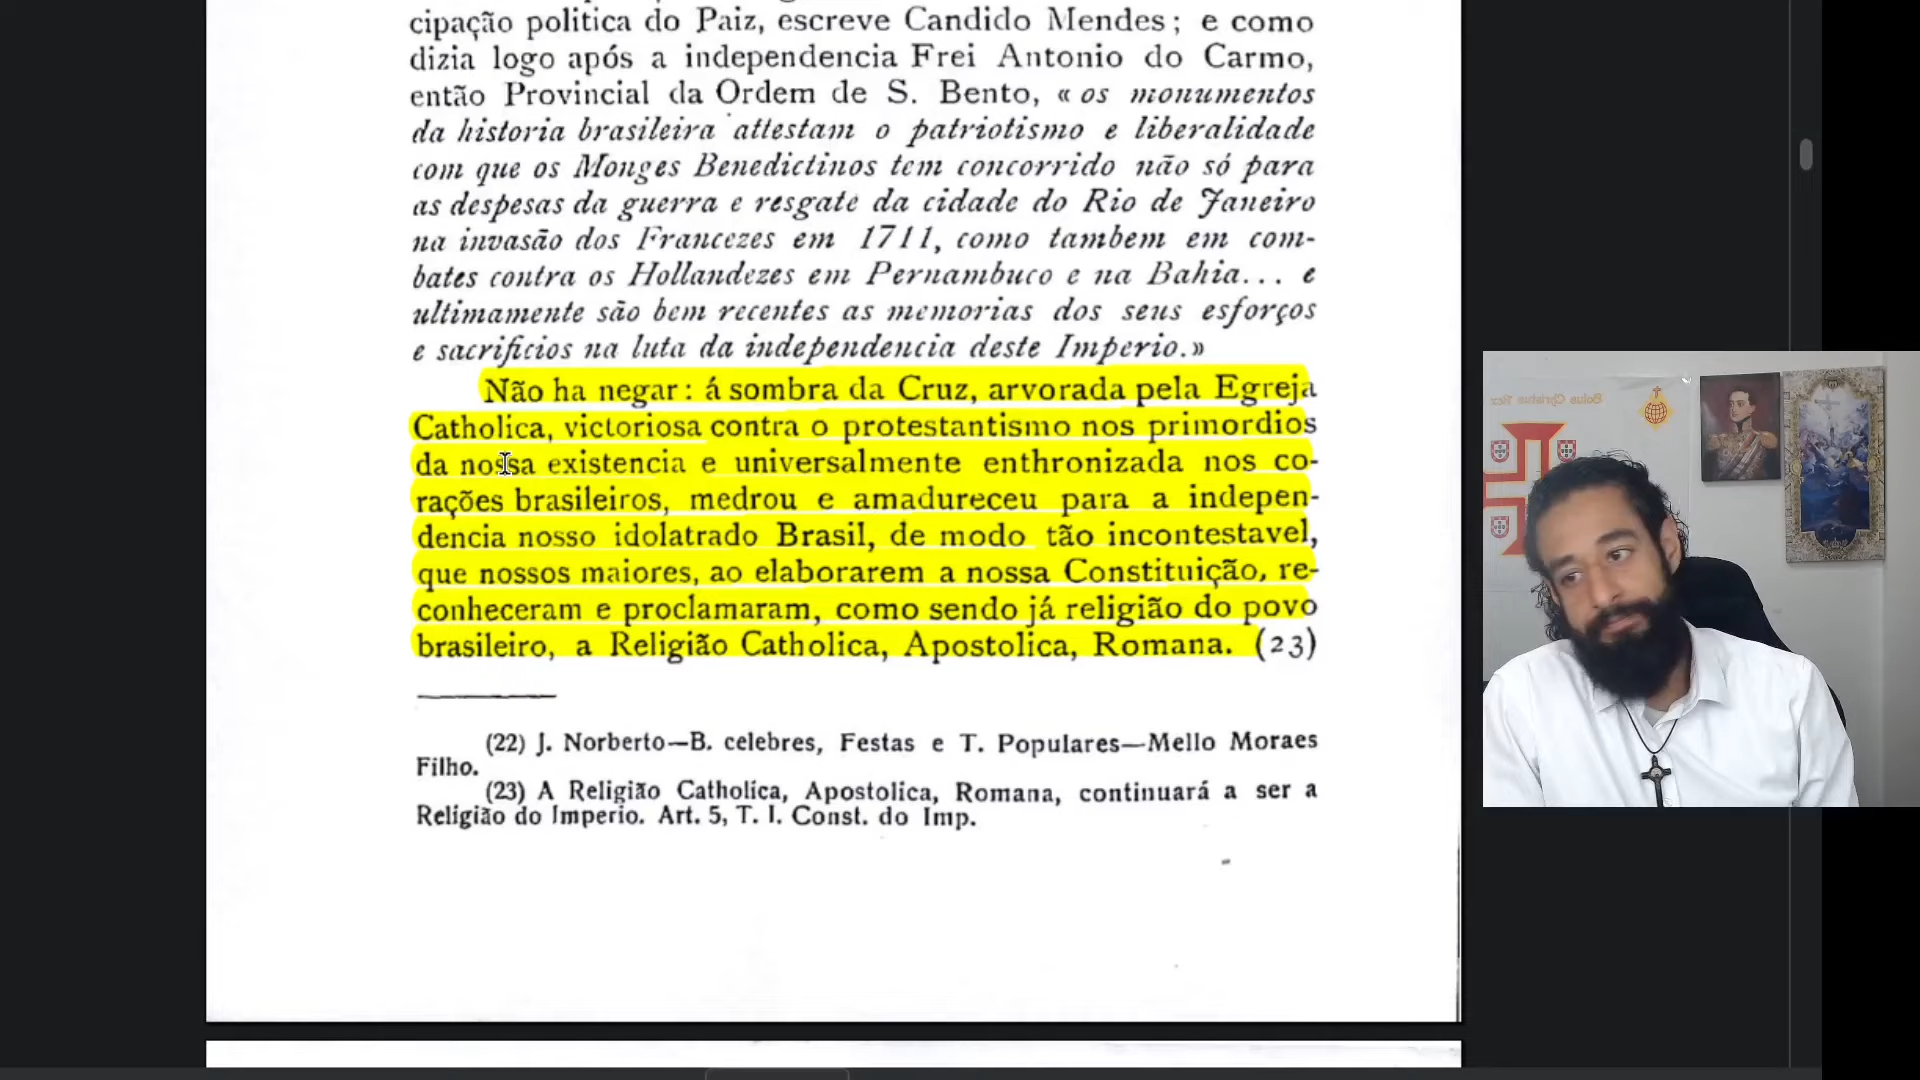 cipação politica do Paiz, escreve Candido Mendes; e como
dizia logo após a independencia Frei Antonio do Carmo,
então Provincial da Ordem de S. Bento, « os monumentos
da historia brasileira attestam o patriotismo e liberalidade
com que os Monges Benedictinos tem concorrido não só para
as despesas da guerra e resgate da cidade do Rio de Janeiro
na invasão dos Francezes em 1711, como tambem em com-
bates contra os Hollandezes em Pernambuco e na Bahia... e
ultimamente são bem recentes as memorias dos seus esforços
e sacrificios na luta da independencia deste Imperio.»
Não ha negar: á sombra da Cruz, arvorada pela Egreja
Catholica, victoriosa contra o protestantismo nos primordios
da nossa existencia e universalmente enthronizada nos co-
rações brasileiros, medrou e amadureceu para a indepen-
dencia nosso idolatrado Brasil, de modo tão incontestavel,
que nossos maiores, ao elaborarem a nossa Constituição, re-
conheceram e proclamaram, como sendo já religião do povo
brasileiro, a Religião Catholica, Apostolica, Romana. (23)
(22) J. Norberto—B. celebres, Festas e T. Populares—Mello Moraes
Filho.
(23) A Religião Catholica, Apostolica, Romana, continuará a ser a
Religião do Imperio. Art. 5, T. I. Const. do Imp.